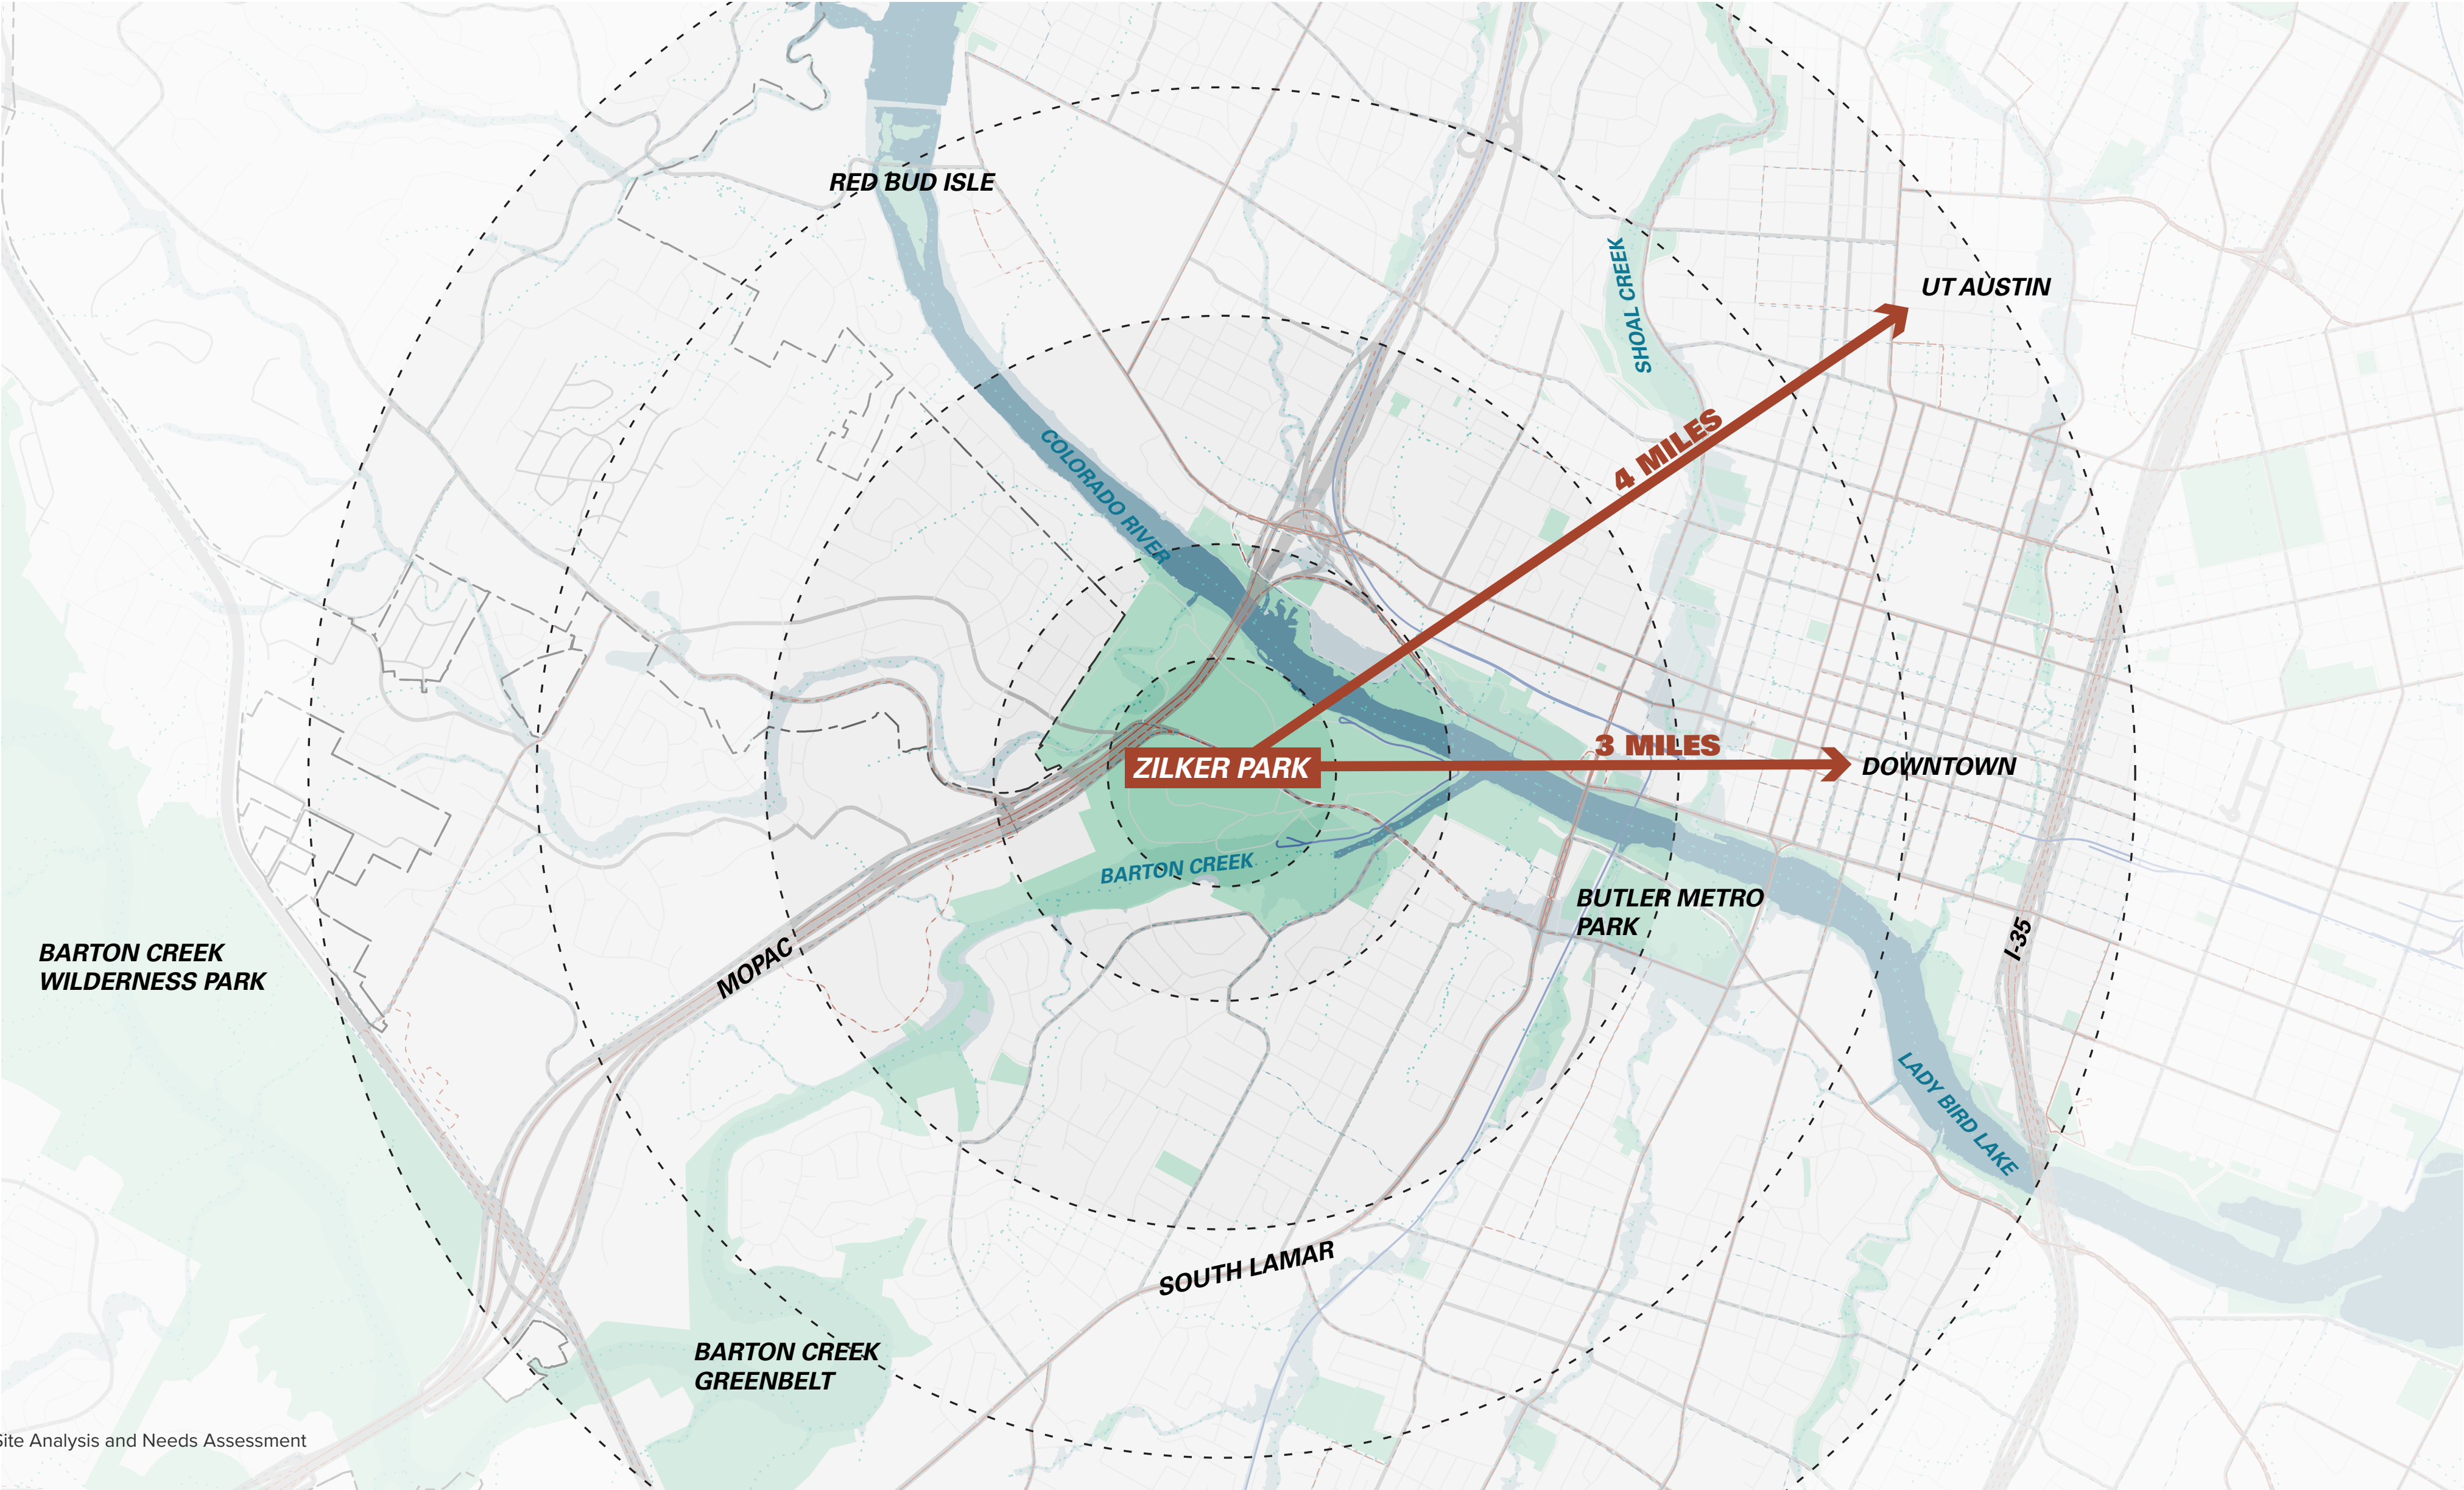 RED BUD ISLE
SHOAL CREEK
UT AUSTIN
4 MILES
COLORADO RIVER
3 MILES
ZILKER PARK
DOWNTOWN
BARTON CREEK
BUTLER METRO
PARK
I-35
BARTON CREEK
WILDERNESS PARK
MOPAC
LADY BIRD LAKE
SOUTH LAMAR
BARTON CREEK
GREENBELT
Site Analysis and Needs Assessment